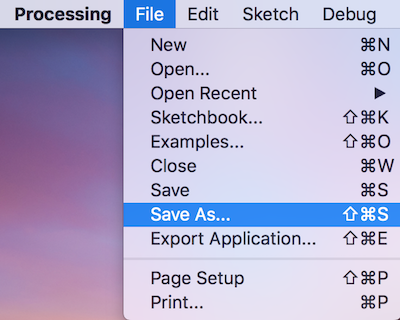 Processing File Edit Sketch Debug
New ⌘N
Open... ⌘O
Open Recent ▶
Sketchbook... ⇧⌘K
Examples... ⇧⌘O
Close ⌘W
Save ⌘S
Save As... ⇧⌘S
Export Application... ⇧⌘E
Page Setup ⇧⌘P
Print... ⌘P